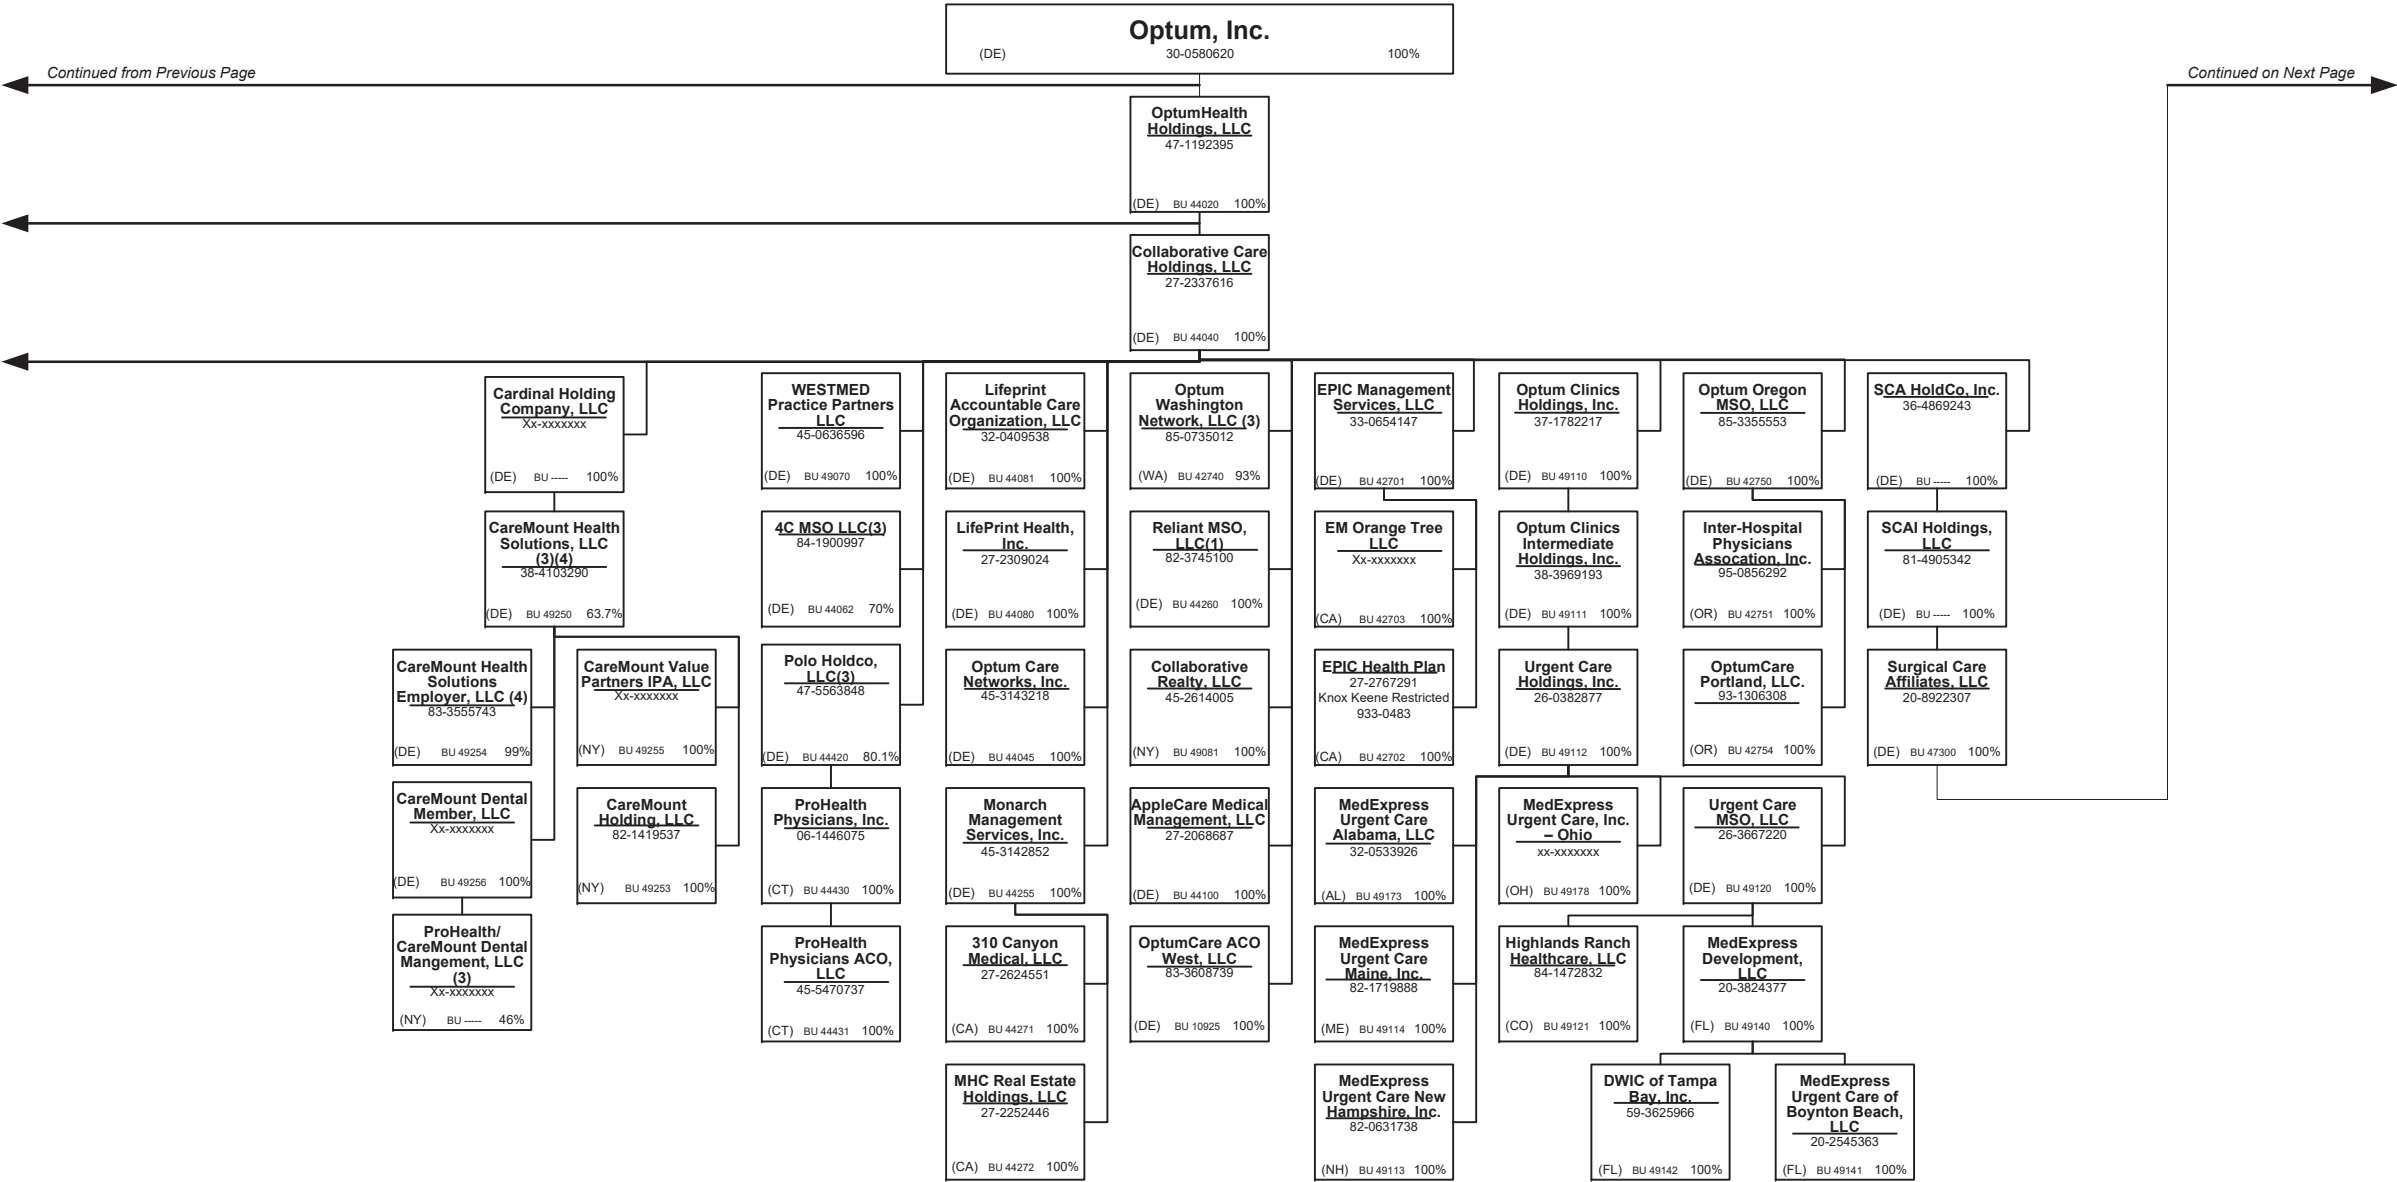 Optum, Inc.
(DE) 30-0580620 100%
Continued from Previous Page
Continued on Next Page
OptumHealth
Holdings, LLC
47-1192395
(DE) BU 44020 100%
Collaborative Care
Holdings, LLC
27-2337616
(DE) BU 44040 100%
Cardinal Holding
Company, LLC
Xx-xxxxxxx
(DE) BU ----- 100%
WESTMED
Practice Partners
LLC
45-0636596
(DE) BU 49070 100%
Lifeprint
Accountable Care
Organization, LLC
32-0409538
(DE) BU 44081 100%
Optum
Washington
Network, LLC (3)
85-0735012
(WA) BU 42740 93%
EPIC Management
Services, LLC
33-0654147
(DE) BU 42701 100%
Optum Clinics
Holdings, Inc.
37-1782217
(DE) BU 49110 100%
Optum Oregon
MSO, LLC
85-3355553
(DE) BU 42750 100%
SCA HoldCo, Inc.
36-4869243
(DE) BU ----- 100%
CareMount Health
Solutions, LLC
(3)(4)
38-4103290
(DE) BU 49250 63.7%
4C MSO LLC(3)
84-1900997
(DE) BU 44062 70%
LifePrint Health,
Inc.
27-2309024
(DE) BU 44080 100%
Reliant MSO,
LLC(1)
82-3745100
(DE) BU 44260 100%
EM Orange Tree
LLC
Xx-xxxxxxx
(CA) BU 42703 100%
Optum Clinics
Intermediate
Holdings, Inc.
38-3969193
(DE) BU 49111 100%
Inter-Hospital
Physicians
Assocation, Inc.
95-0856292
(OR) BU 42751 100%
SCAI Holdings,
LLC
81-4905342
(DE) BU ----- 100%
CareMount Health
Solutions
Employer, LLC (4)
83-3555743
(DE) BU 49254 99%
CareMount Value
Partners IPA, LLC
Xx-xxxxxxx
(NY) BU 49255 100%
Polo Holdco,
LLC(3)
47-5563848
(DE) BU 44420 80.1%
Optum Care
Networks, Inc.
45-3143218
(DE) BU 44045 100%
Collaborative
Realty, LLC
45-2614005
(NY) BU 49081 100%
EPIC Health Plan
27-2767291
Knox Keene Restricted
933-0483
(CA) BU 42702 100%
Urgent Care
Holdings, Inc.
26-0382877
(DE) BU 49112 100%
OptumCare
Portland, LLC.
93-1306308
(OR) BU 42754 100%
Surgical Care
Affiliates, LLC
20-8922307
(DE) BU 47300 100%
CareMount Dental
Member, LLC
Xx-xxxxxxx
(DE) BU 49256 100%
CareMount
Holding, LLC
82-1419537
(NY) BU 49253 100%
ProHealth
Physicians, Inc.
06-1446075
(CT) BU 44430 100%
Monarch
Management
Services, Inc.
45-3142852
(DE) BU 44255 100%
AppleCare Medical
Management, LLC
27-2068687
(DE) BU 44100 100%
MedExpress
Urgent Care
Alabama, LLC
32-0533926
(AL) BU 49173 100%
MedExpress
Urgent Care, Inc.
– Ohio
xx-xxxxxxx
(OH) BU 49178 100%
Urgent Care
MSO, LLC
26-3667220
(DE) BU 49120 100%
ProHealth/
CareMount Dental
Mangement, LLC
(3)
Xx-xxxxxxx
(NY) BU ----- 46%
ProHealth
Physicians ACO,
LLC
45-5470737
(CT) BU 44431 100%
310 Canyon
Medical, LLC
27-2624551
(CA) BU 44271 100%
OptumCare ACO
West, LLC
83-3608739
(DE) BU 10925 100%
MedExpress
Urgent Care
Maine, Inc.
82-1719888
(ME) BU 49114 100%
Highlands Ranch
Healthcare, LLC
84-1472832
(CO) BU 49121 100%
MedExpress
Development,
LLC
20-3824377
(FL) BU 49140 100%
MHC Real Estate
Holdings, LLC
27-2252446
(CA) BU 44272 100%
MedExpress
Urgent Care New
Hampshire, Inc.
82-0631738
(NH) BU 49113 100%
DWIC of Tampa
Bay, Inc.
59-3625966
(FL) BU 49142 100%
MedExpress
Urgent Care of
Boynton Beach,
LLC
20-2545363
(FL) BU 49141 100%